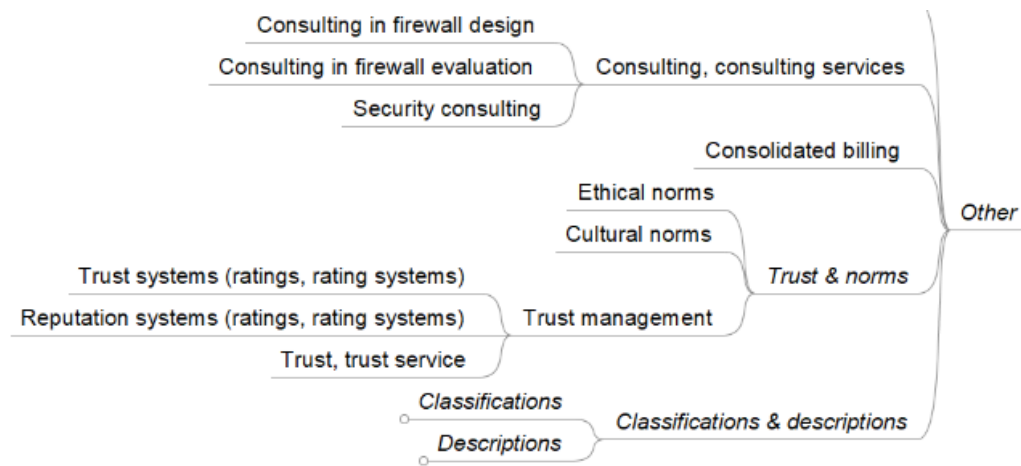 Consulting in firewall design
Consulting in firewall evaluation
Consulting, consulting services
Security consulting
Consolidated billing
Ethical norms
Other
Cultural norms
Trust systems (ratings, rating systems)
Trust & norms
Reputation systems (ratings, rating systems)
Trust management
Trust, trust service
Classifications
Classifications & descriptions
Descriptions